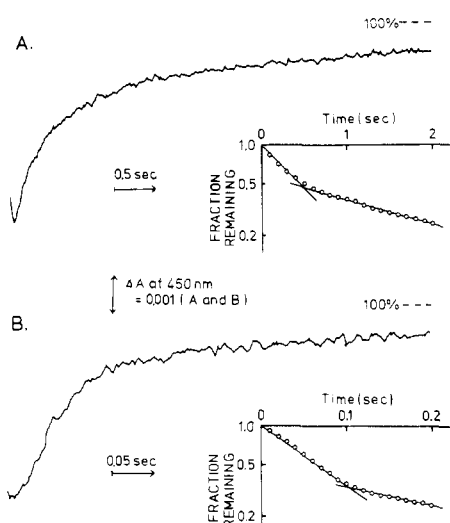 A.
100%
Time(sec)
0 1 2
1.0
0.5
0.2
FRACTION
REMAINING
0.5 sec
ΔA at 450 nm
= 0.001 (A and B)
B.
100%
Time(sec)
0 0.1 0.2
1.0
0.5
0.2
FRACTION
REMAINING
0.05 sec